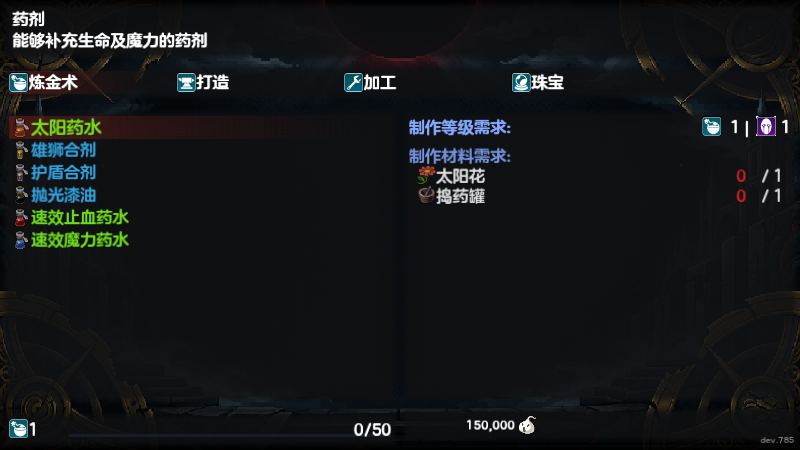 药剂
能够补充生命及魔力的药剂
炼金术 打造 加工 珠宝
太阳药水
雄狮合剂
护盾合剂
抛光漆油
速效止血药水
速效魔力药水
制作等级需求: 1 | 1
制作材料需求:
太阳花 0 / 1
捣药罐 0 / 1
1 0/50 150,000
dev.785